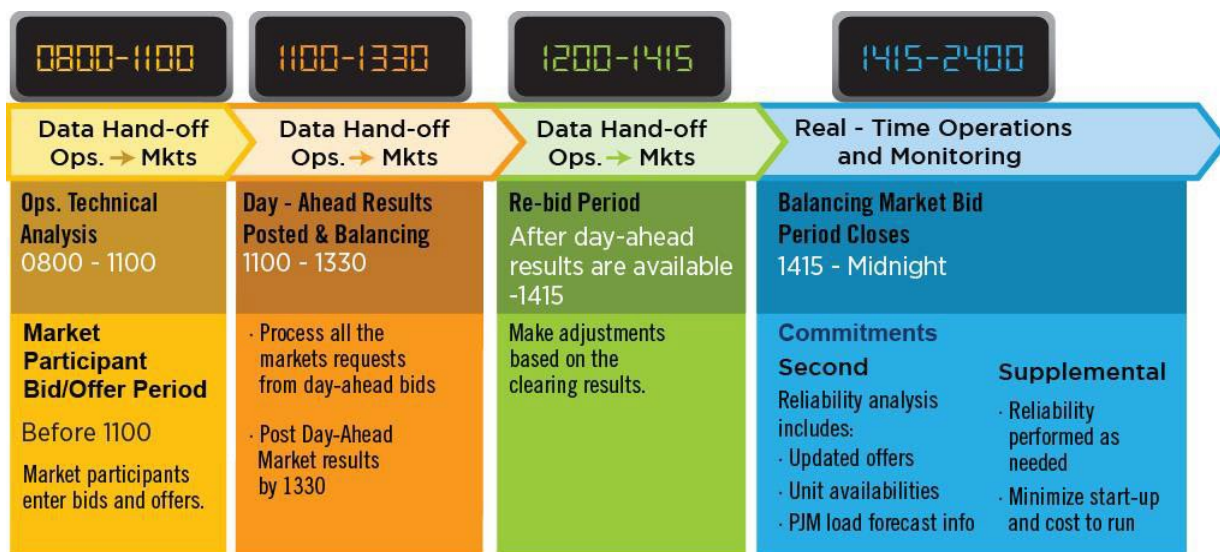 0800-1100
1100-1330
1200-1415
1415-2400
Data Hand-off
Ops. → Mkts
Data Hand-off
Ops. → Mkts
Data Hand-off
Ops. → Mkts
Real - Time Operations
and Monitoring
Ops. Technical
Analysis
0800 - 1100
Market
Participant
Bid/Offer Period
Before 1100
Market participants
enter bids and offers.
Day - Ahead Results
Posted & Balancing
1100 - 1330
· Process all the
markets requests
from day-ahead bids
· Post Day-Ahead
Market results
by 1330
Re-bid Period
After day-ahead
results are available
-1415
Make adjustments
based on the
clearing results.
Balancing Market Bid
Period Closes
1415 - Midnight
Commitments
Second
Reliability analysis
includes:
· Updated offers
· Unit availabilities
· PJM load forecast info
Supplemental
· Reliability
performed as
needed
· Minimize start-up
and cost to run